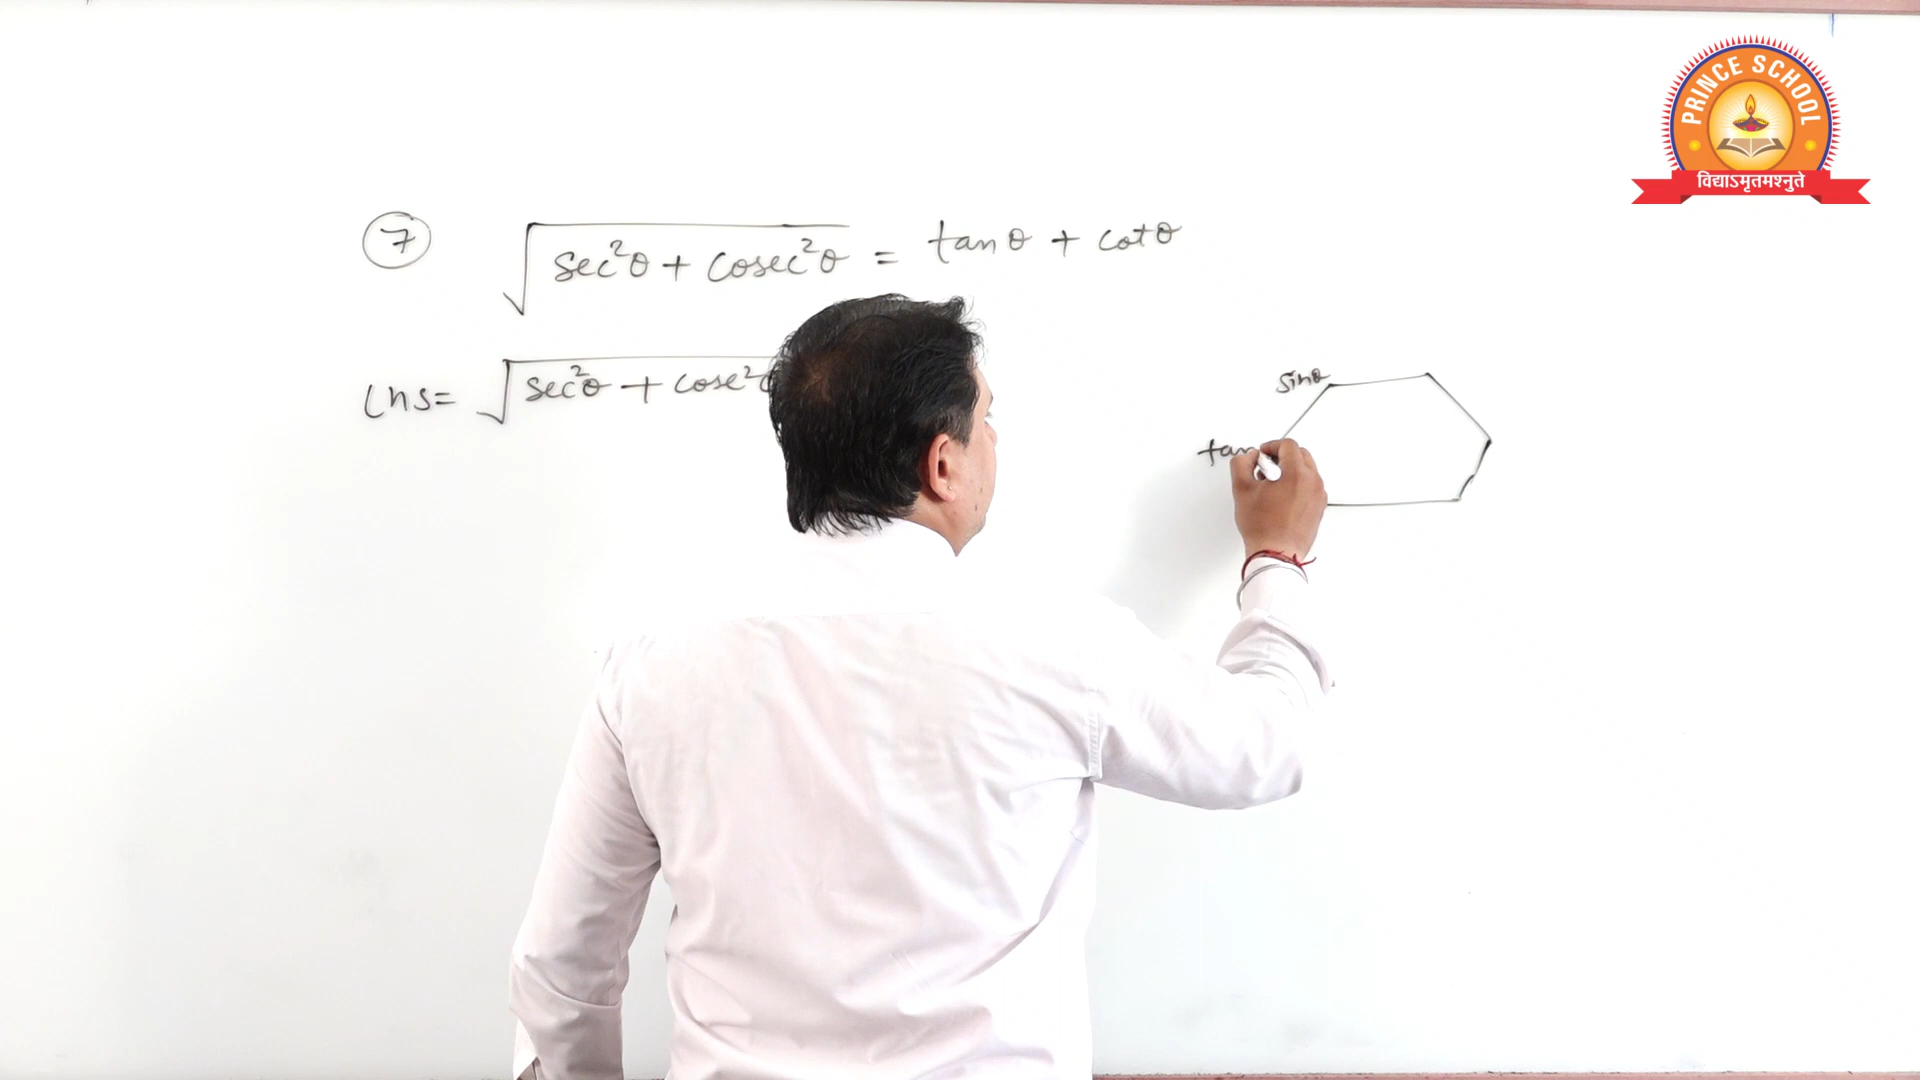 PRINCE SCHOOL
विद्याऽमृतमश्नुते
7 √sec²θ + cosec²θ = tanθ + cotθ
LHS = √sec²θ + cose²
sinθ
tan